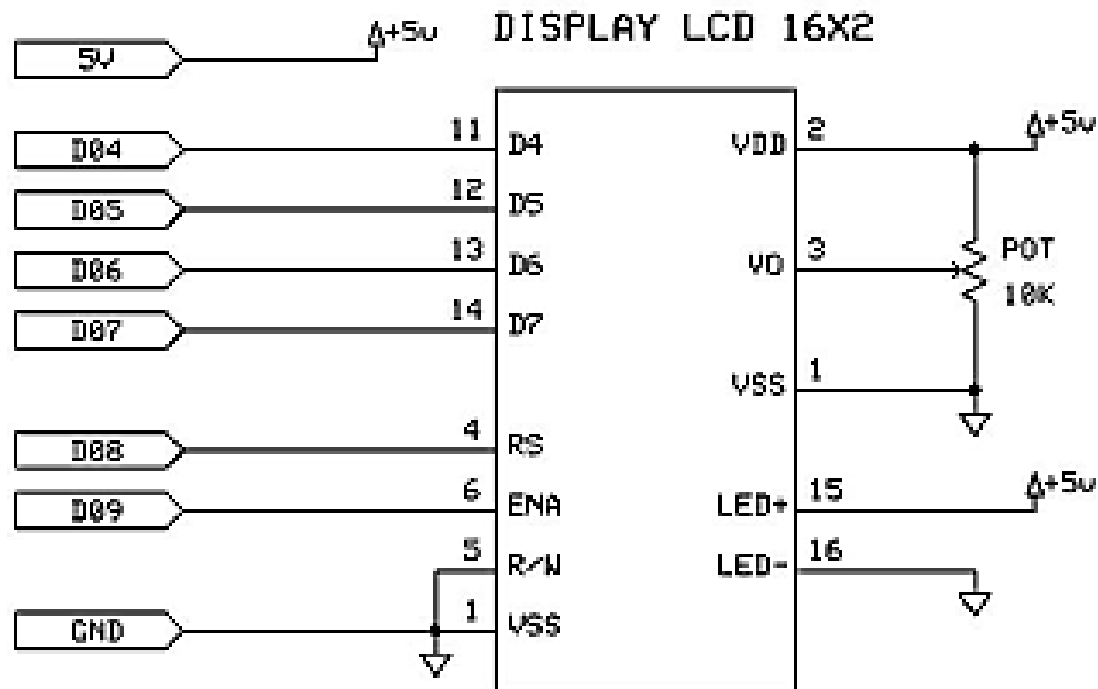 DISPLAY LCD 16X2
5V
+5v
D04
11
D4
D05
12
D5
D06
13
D6
D07
14
D7
D08
4
RS
D09
6
ENA
5
R/W
GND
1
VSS
VDD
2
+5v
VO
3
POT
10K
VSS
1
LED+
15
+5v
LED-
16